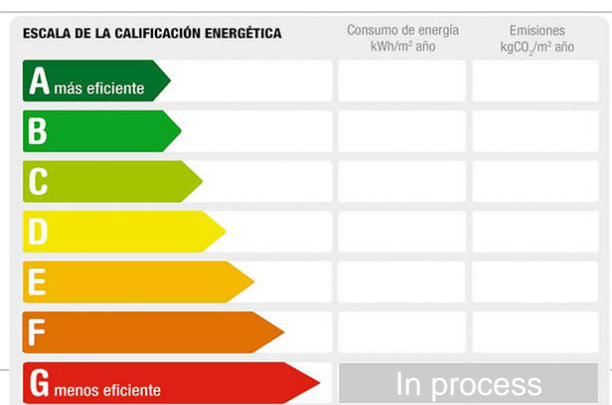 ESCALA DE LA CALIFICACIÓN ENERGÉTICA
Consumo de energía
kWh/m² año
Emisiones
kgCO₂/m² año
A más eficiente
B
C
D
E
F
G menos eficiente
In process